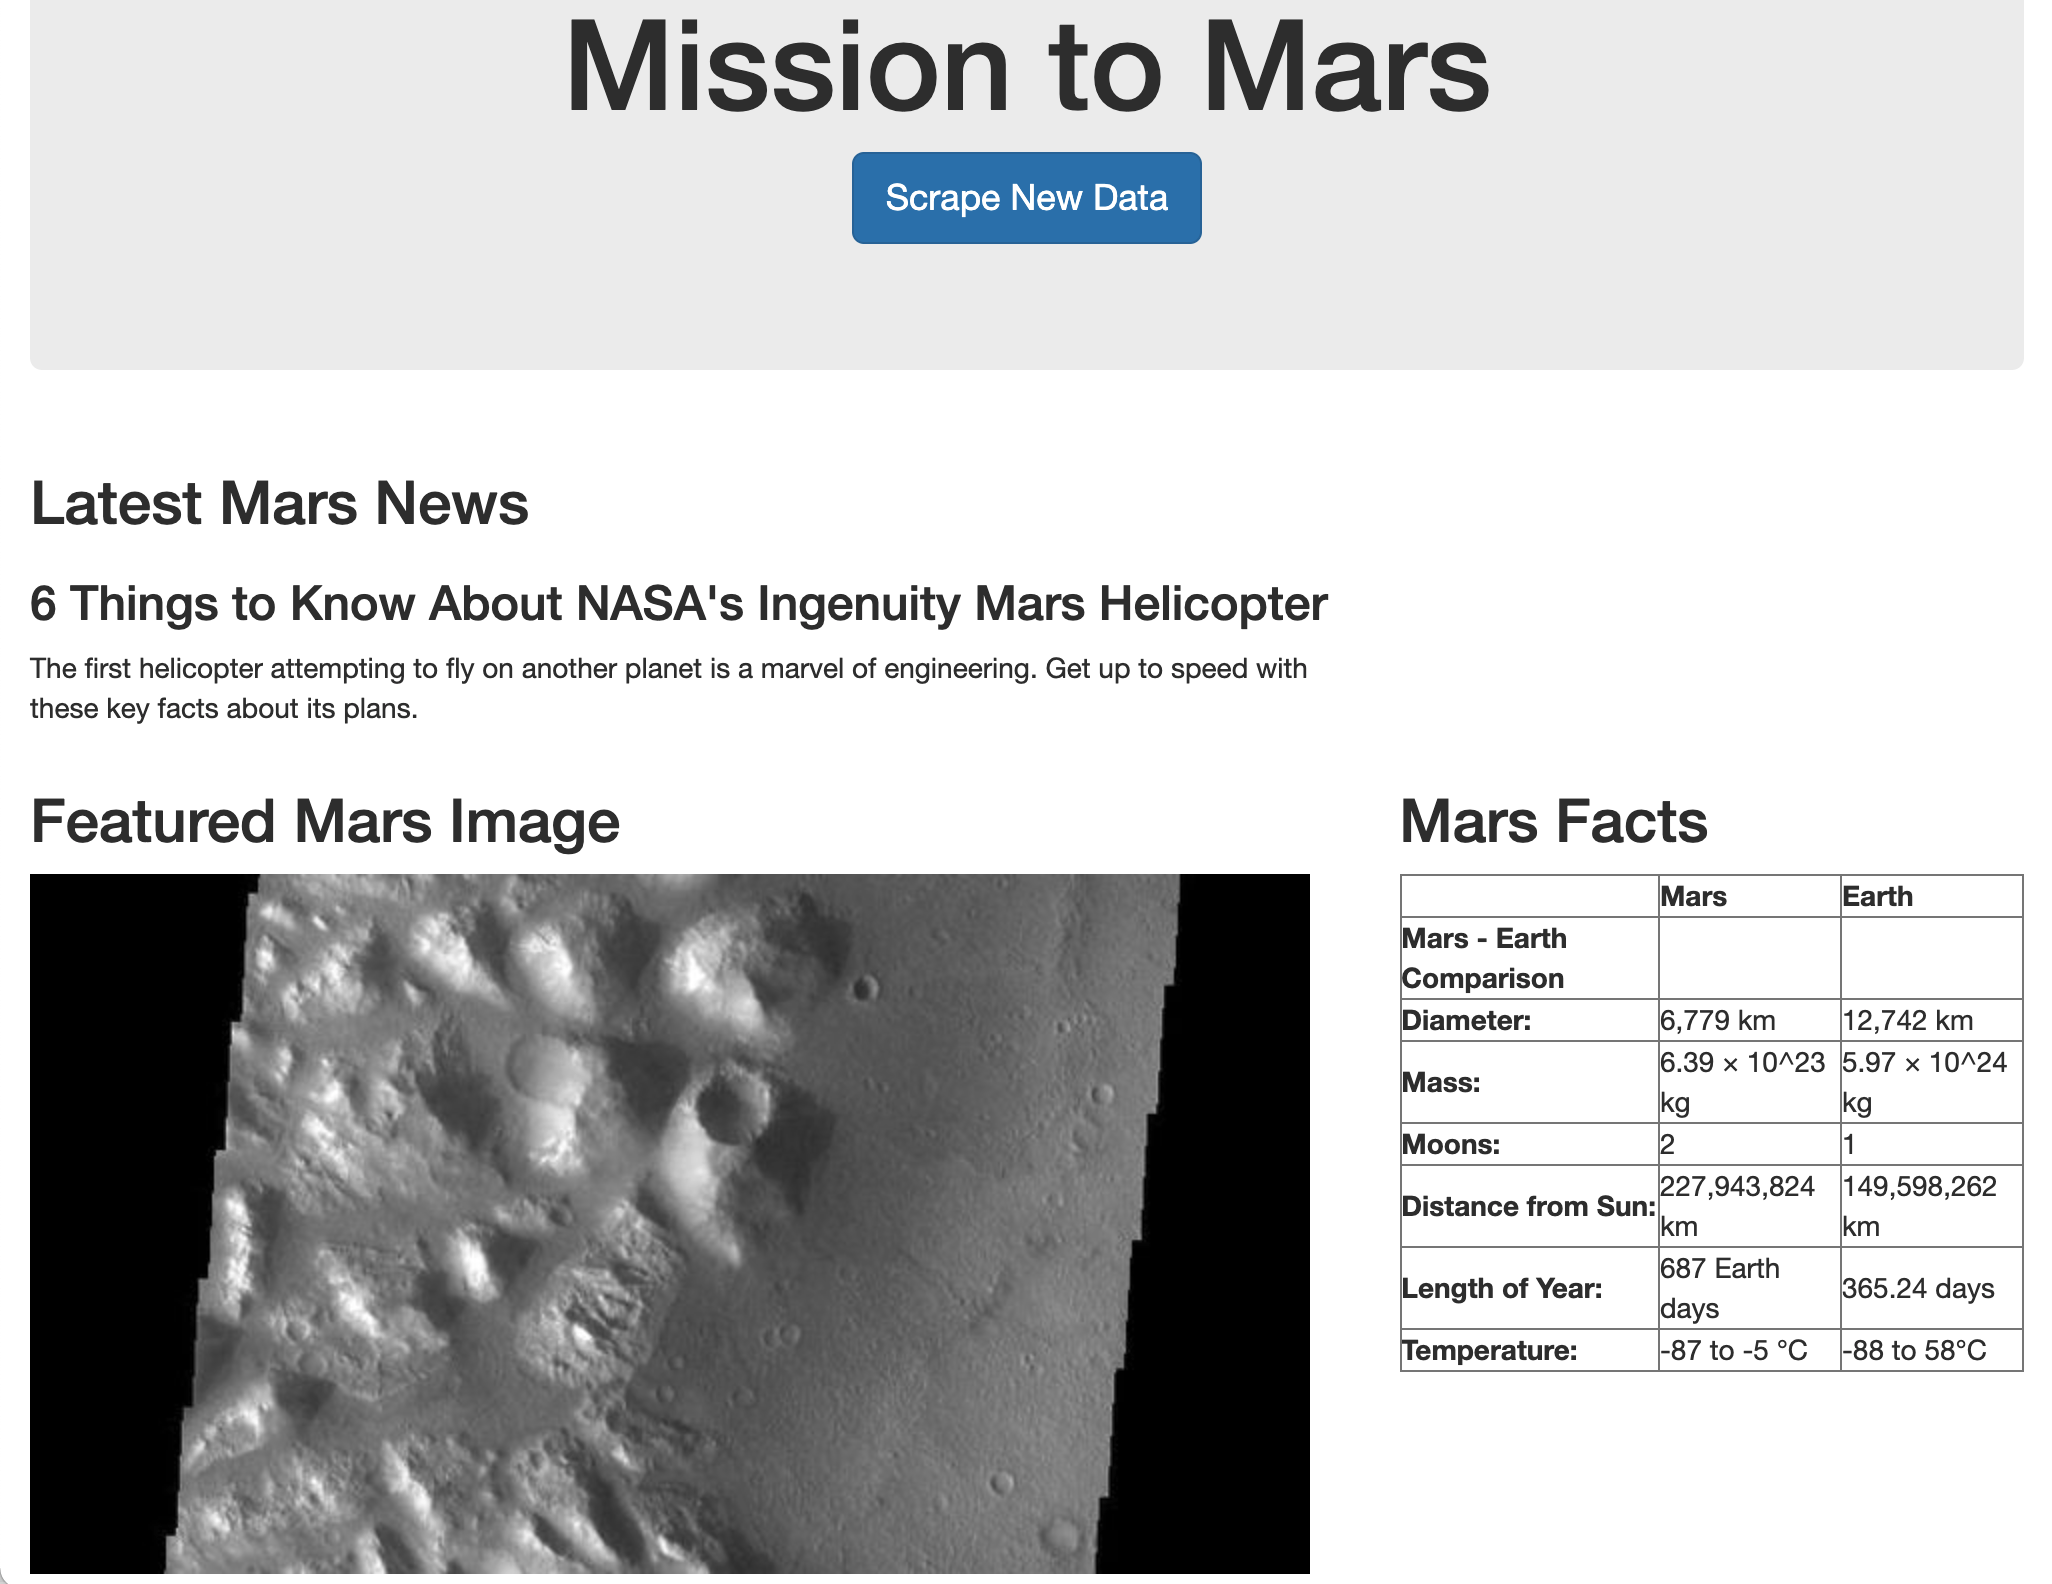 Mission to Mars
Scrape New Data
Latest Mars News
6 Things to Know About NASA's Ingenuity Mars Helicopter
The first helicopter attempting to fly on another planet is a marvel of engineering. Get up to speed with
these key facts about its plans.
Featured Mars Image
Mars Facts
Mars Earth
Mars - Earth
Comparison
Diameter: 6,779 km 12,742 km
Mass: 6.39 × 10^23 kg 5.97 × 10^24 kg
Moons: 2 1
Distance from Sun: 227,943,824 km 149,598,262 km
Length of Year: 687 Earth days 365.24 days
Temperature: -87 to -5 °C -88 to 58°C